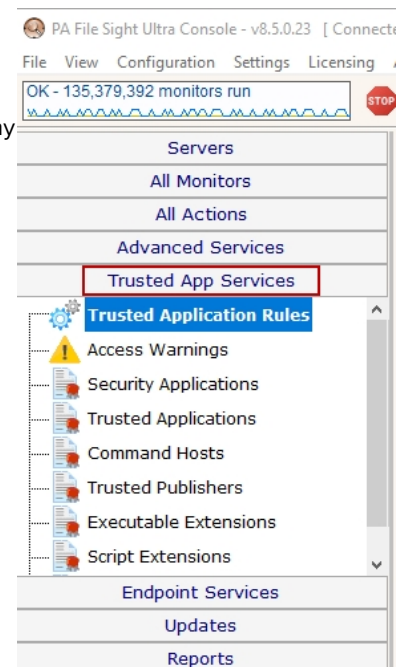 PA File Sight Ultra Console - v8.5.0.23 [ Connecte
File View Configuration Settings Licensing
OK - 135,379,392 monitors run
STOP
ay
Servers
All Monitors
All Actions
Advanced Services
Trusted App Services
Trusted Application Rules
Access Warnings
Security Applications
Trusted Applications
Command Hosts
Trusted Publishers
Executable Extensions
Script Extensions
Endpoint Services
Updates
Reports